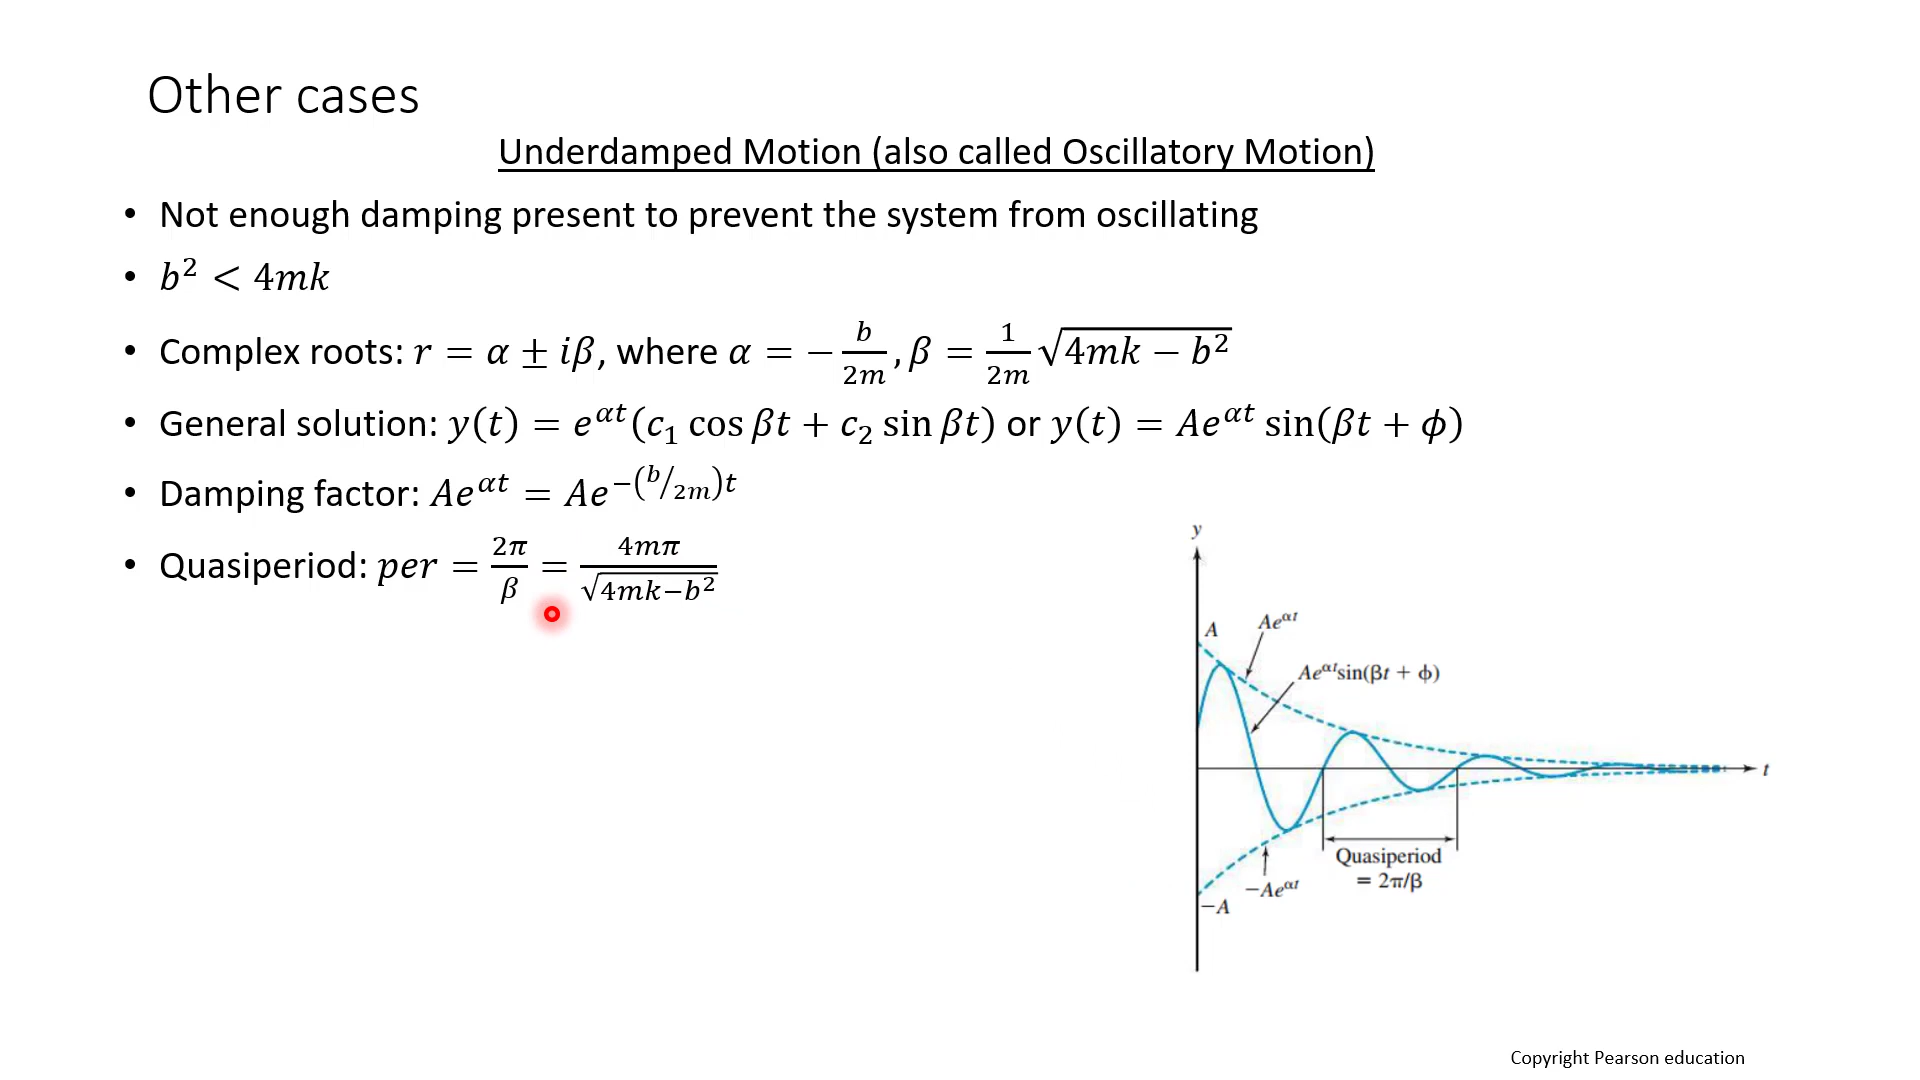 Other cases
Underdamped Motion (also called Oscillatory Motion)
• Not enough damping present to prevent the system from oscillating
• b² < 4mk
• Complex roots: r = α ± iβ, where α = −b/2m, β = 1/2m √(4mk − b²)
• General solution: y(t) = e^{αt}(c₁ cos βt + c₂ sin βt) or y(t) = Ae^{αt} sin(βt + ϕ)
• Damping factor: Ae^{αt} = Ae^{−(b/2m)t}
• Quasiperiod: per = 2π/β = 4mπ/√(4mk−b²)
y
A
Ae^{αt}
Ae^{αt}sin(βt + ϕ)
t
Quasiperiod
= 2π/β
−Ae^{αt}
−A
Copyright Pearson education